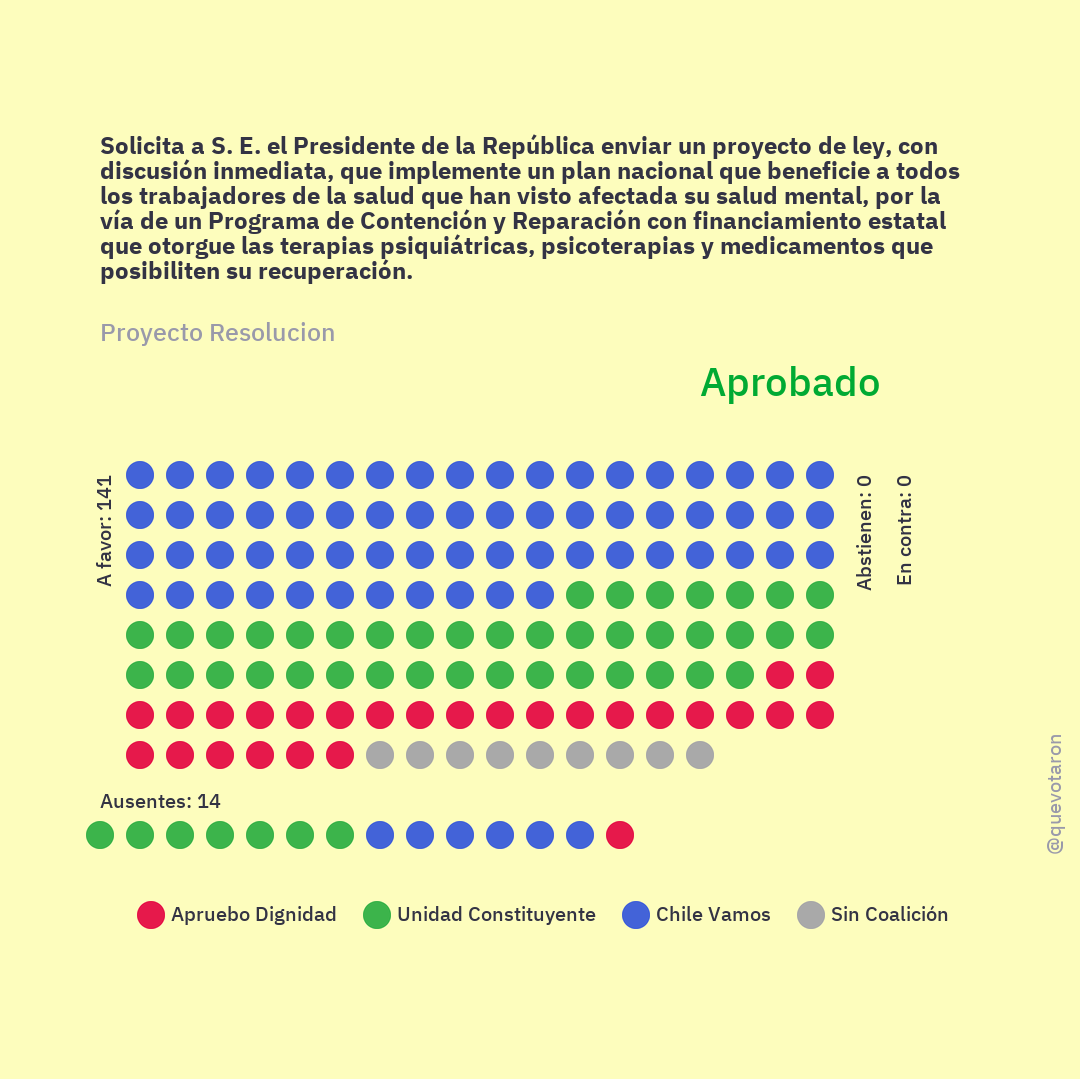 Solicita a S. E. el Presidente de la República enviar un proyecto de ley, con
discusión inmediata, que implemente un plan nacional que beneficie a todos
los trabajadores de la salud que han visto afectada su salud mental, por la
vía de un Programa de Contención y Reparación con financiamiento estatal
que otorgue las terapias psiquiátricas, psicoterapias y medicamentos que
posibiliten su recuperación.
Proyecto Resolucion
Aprobado
A favor: 141
Abstienen: 0
En contra: 0
Ausentes: 14
@quevotaron
Apruebo Dignidad
Unidad Constituyente
Chile Vamos
Sin Coalición